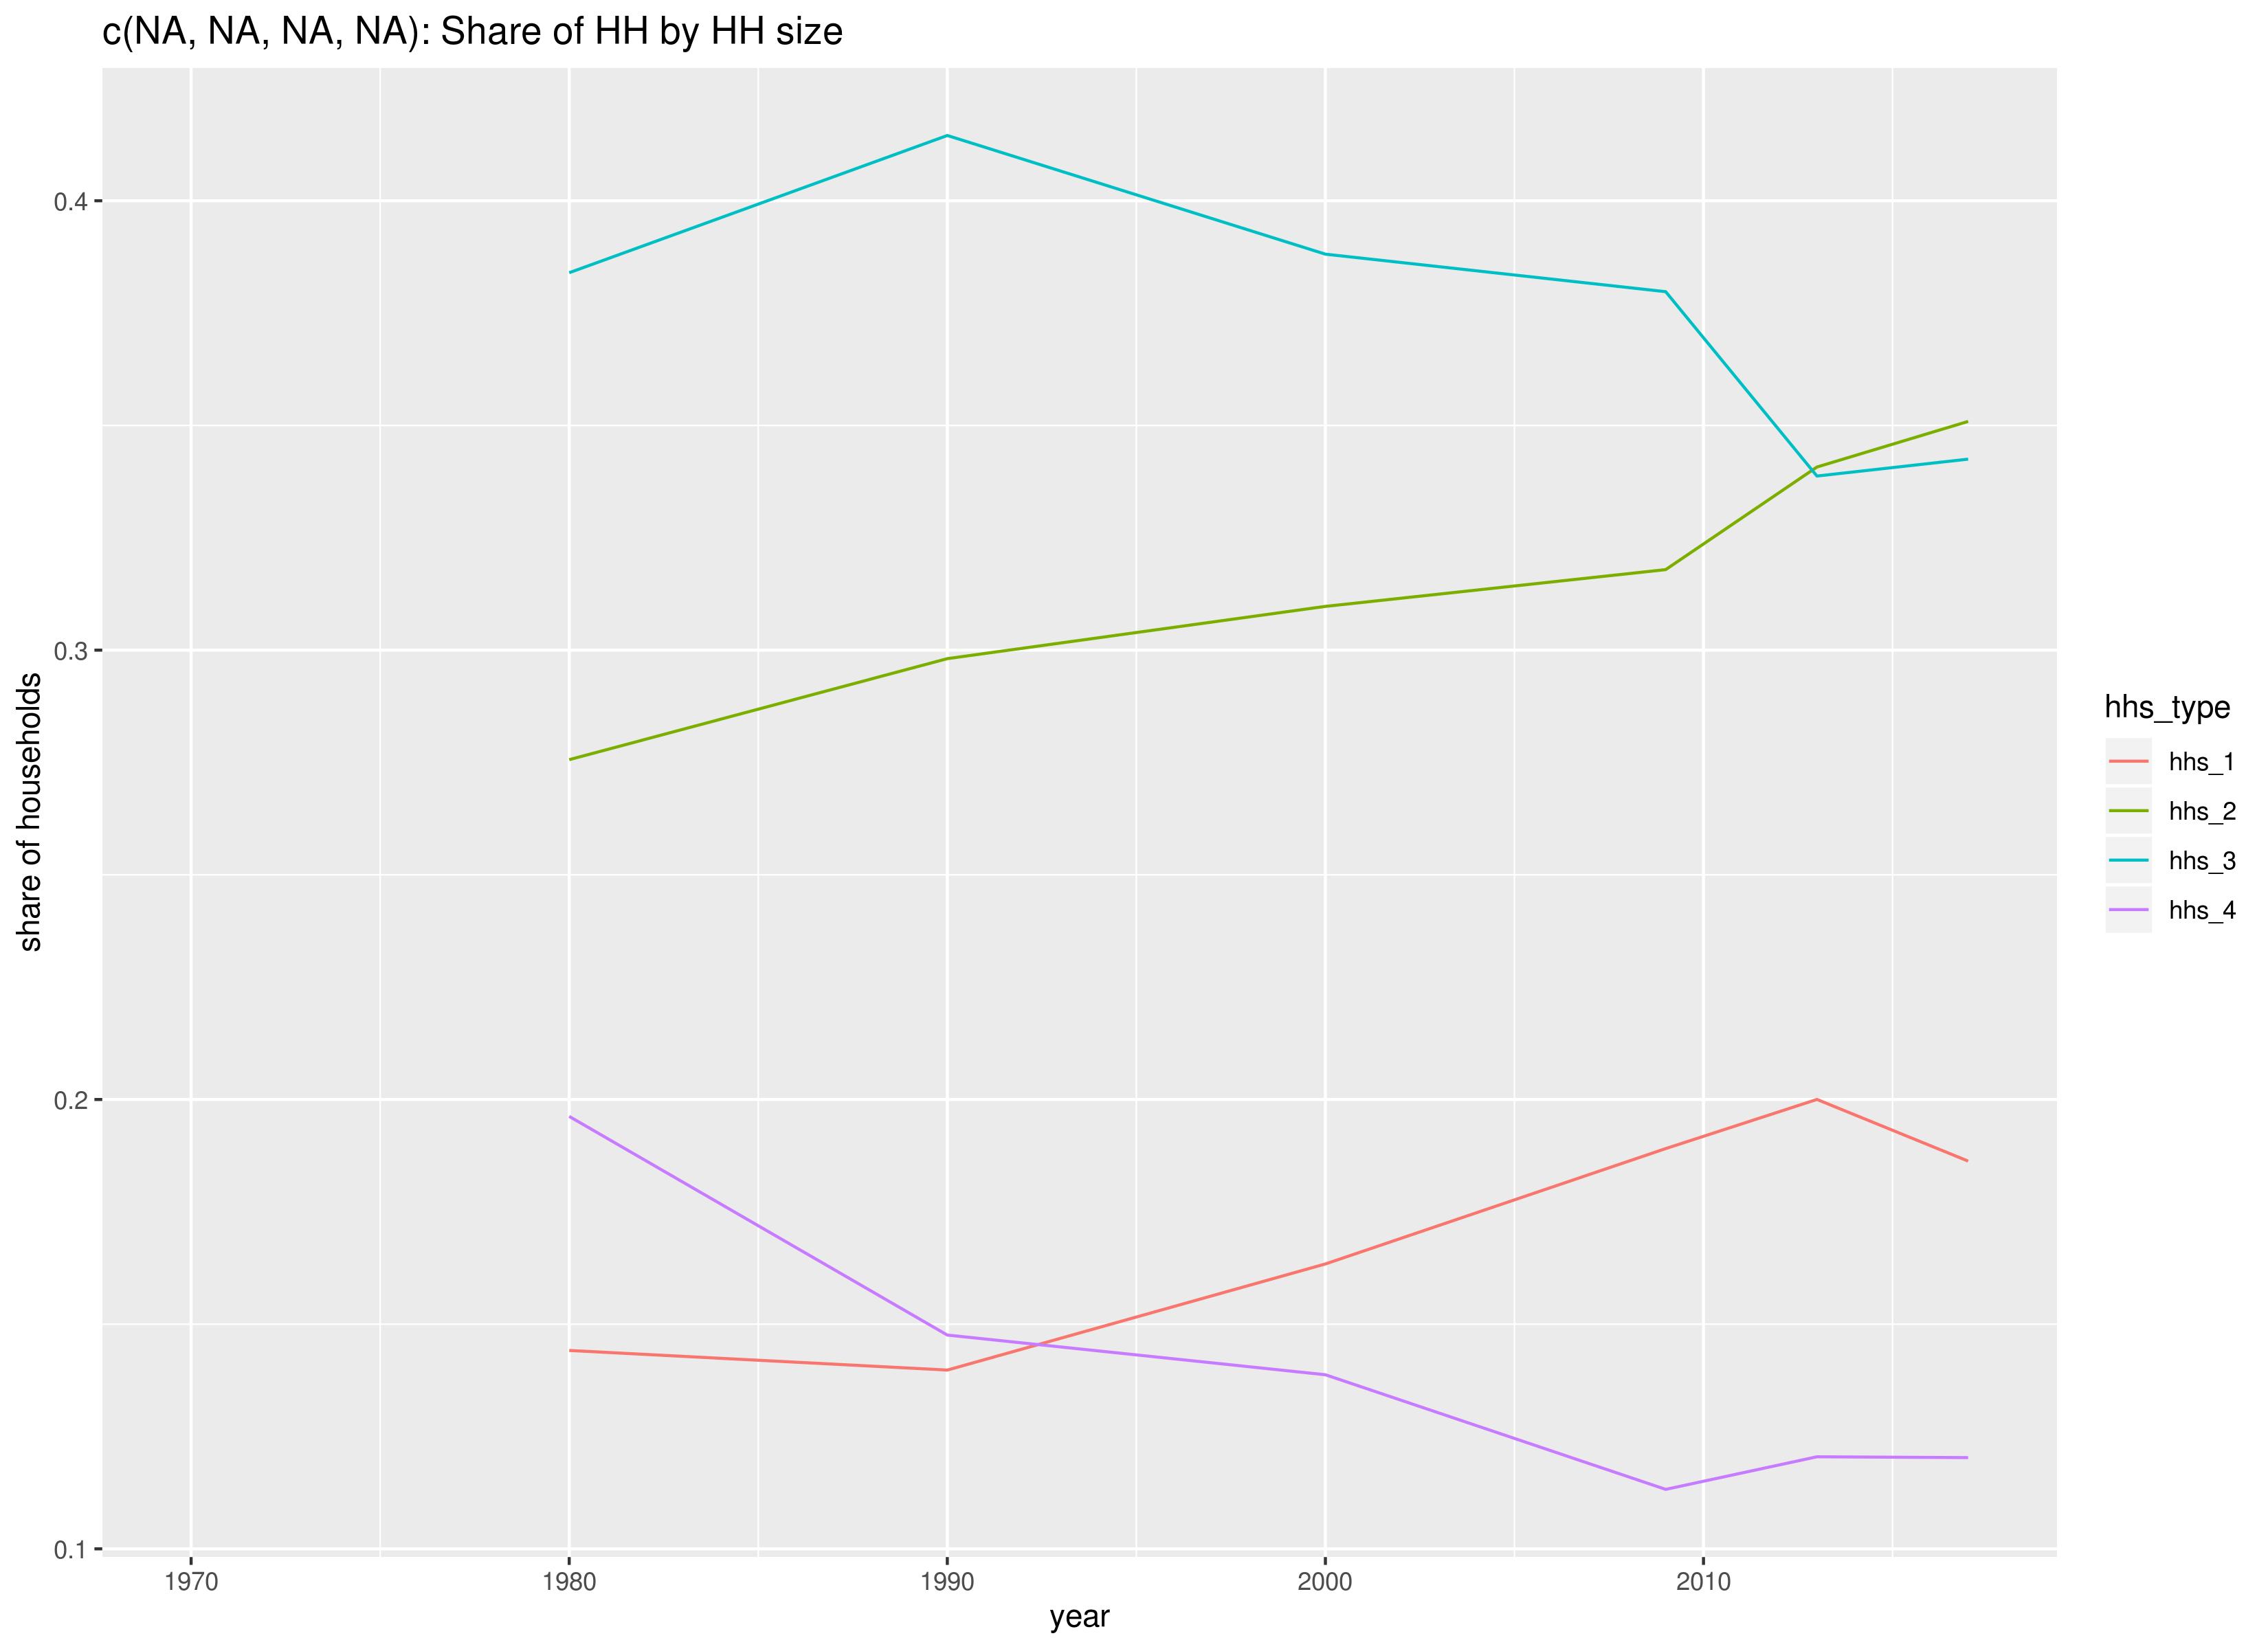 c(NA, NA, NA, NA): Share of HH by HH size
share of households
0.4
0.3
0.2
0.1
1970 1980 1990 2000 2010
year
hhs_type
hhs_1
hhs_2
hhs_3
hhs_4